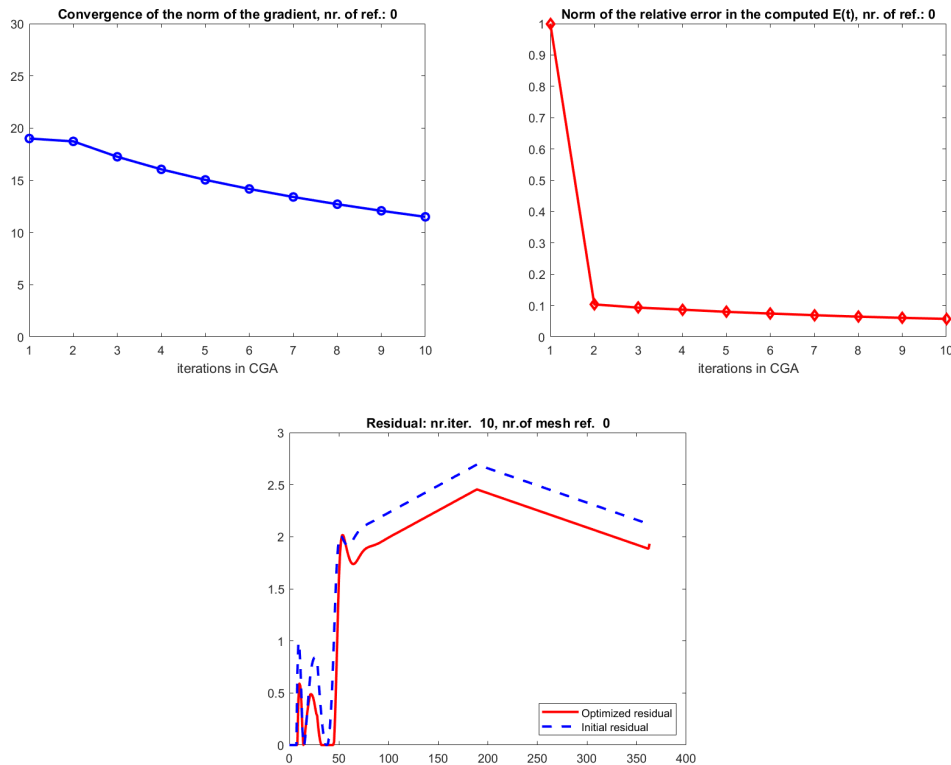 Convergence of the norm of the gradient, nr. of ref.: 0
30
25
20
15
10
5
0
1 2 3 4 5 6 7 8 9 10
iterations in CGA
Norm of the relative error in the computed E(t), nr. of ref.: 0
1
0.9
0.8
0.7
0.6
0.5
0.4
0.3
0.2
0.1
0
1 2 3 4 5 6 7 8 9 10
iterations in CGA
Residual: nr.iter. 10, nr.of mesh ref. 0
3
2.5
2
1.5
1
0.5
0
0 50 100 150 200 250 300 350 400
Optimized residual
Initial residual